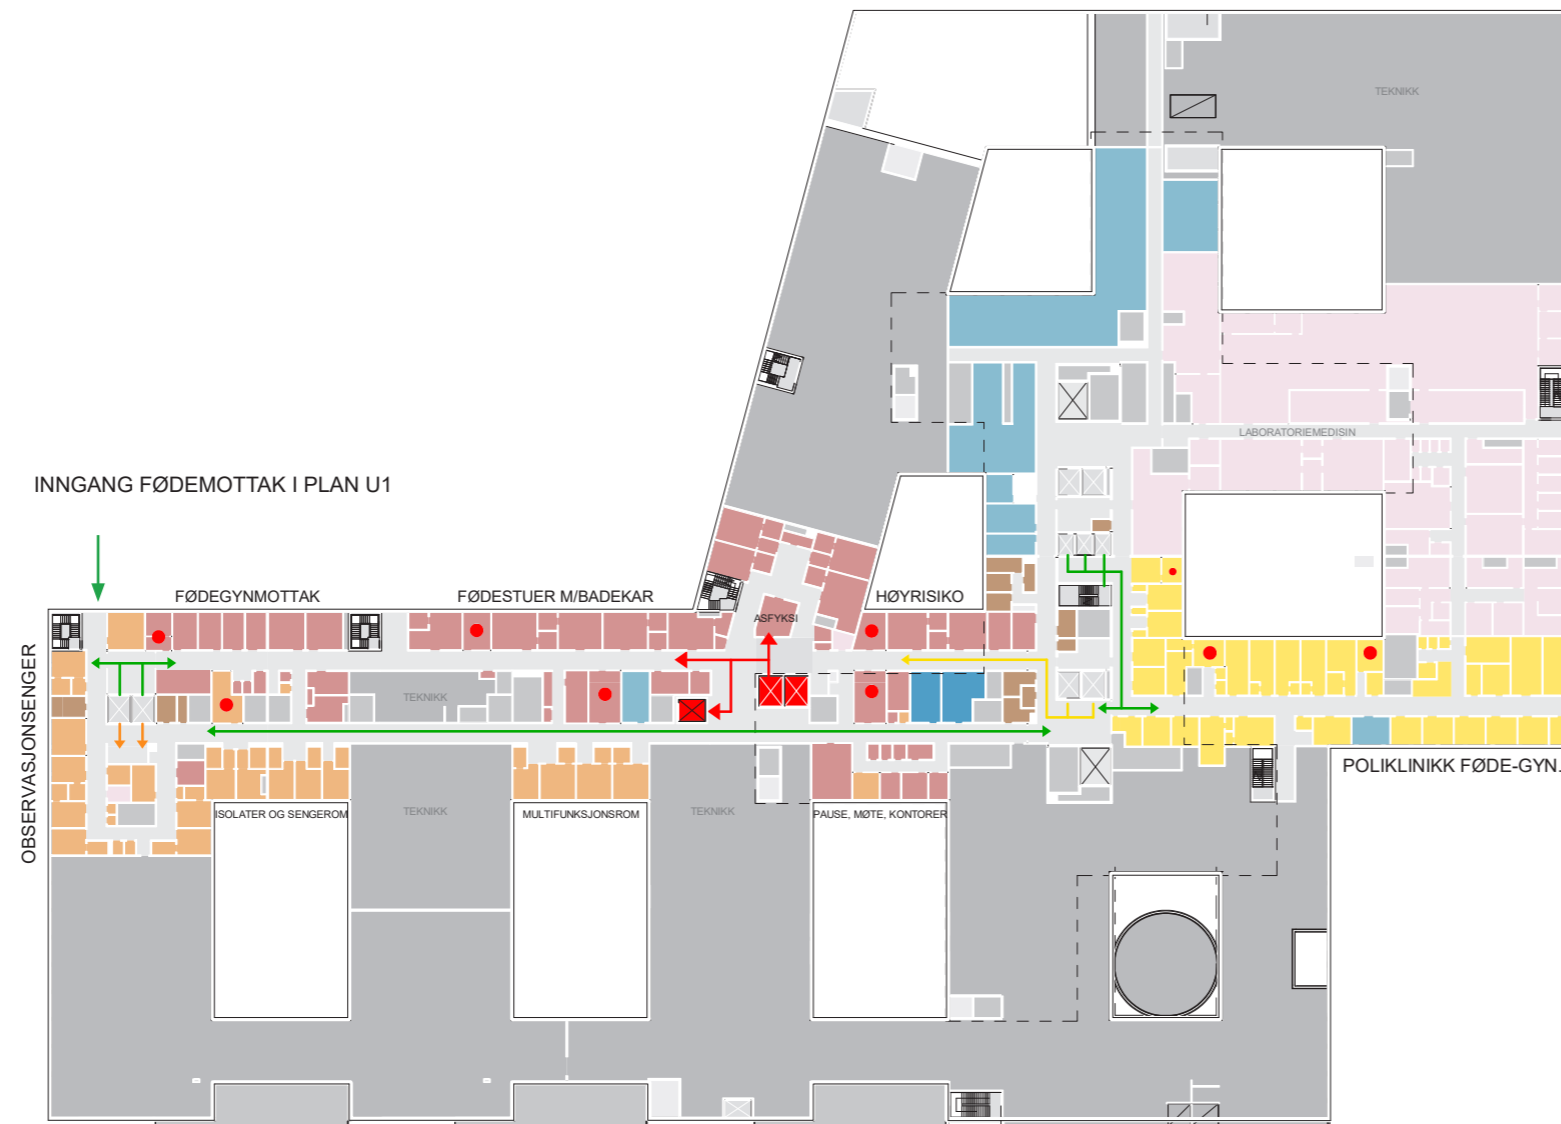 TEKNIKK
LABORATORIEMEDISIN
INNGANG FØDEMOTTAK I PLAN U1
FØDEGYNMOTTAK
FØDESTUER M/BADEKAR
HØYRISIKO
ASFYKSI
OBSERVASJONSENGER
TEKNIKK
POLIKLINIKK FØDE-GYN.
ISOLATER OG SENGEROM
TEKNIKK
MULTIFUNKSJONSROM
TEKNIKK
PAUSE, MØTE, KONTORER